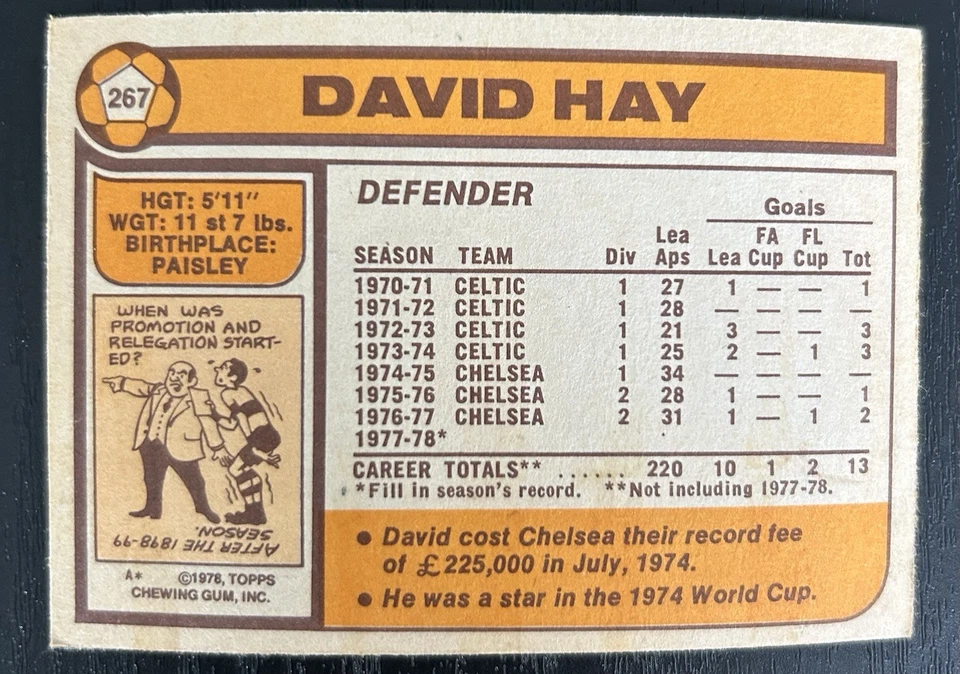 267
DAVID HAY
HGT: 5'11"
WGT: 11 st 7 lbs.
BIRTHPLACE:
PAISLEY
WHEN WAS
PROMOTION AND
RELEGATION START-
ED?
AFTER THE 1898-99
SEASON.
A* ©1978, TOPPS
CHEWING GUM, INC.
DEFENDER
Goals
Lea FA FL
SEASON TEAM Div Aps Lea Cup Cup Tot
1970-71 CELTIC 1 27 1 — — 1
1971-72 CELTIC 1 28 — — — —
1972-73 CELTIC 1 21 3 — — 3
1973-74 CELTIC 1 25 2 — 1 3
1974-75 CHELSEA 1 34 — — — —
1975-76 CHELSEA 2 28 1 — — 1
1976-77 CHELSEA 2 31 1 — 1 2
1977-78*
CAREER TOTALS** ...... 220 10 1 2 13
*Fill in season's record. **Not including 1977-78.
• David cost Chelsea their record fee
of £225,000 in July, 1974.
• He was a star in the 1974 World Cup.